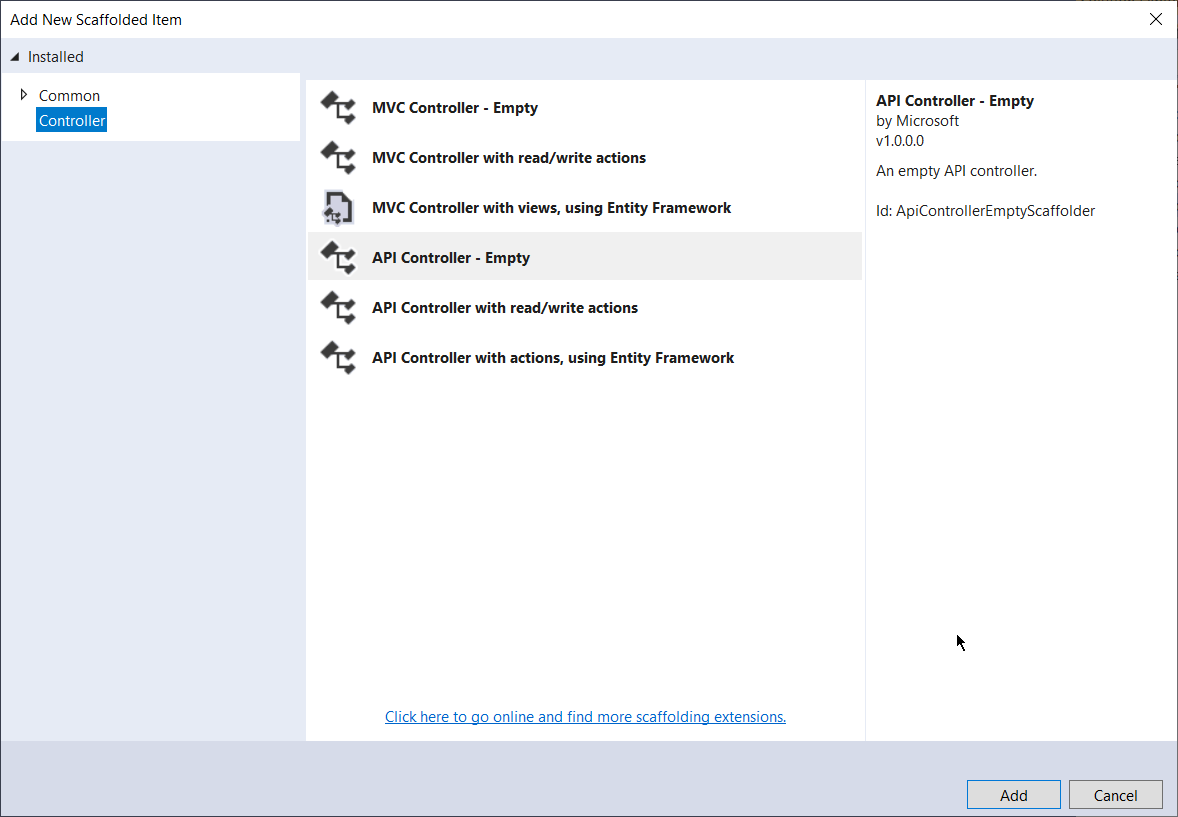 Add New Scaffolded Item
Installed
Common
Controller
MVC Controller - Empty
MVC Controller with read/write actions
MVC Controller with views, using Entity Framework
API Controller - Empty
API Controller with read/write actions
API Controller with actions, using Entity Framework
Click here to go online and find more scaffolding extensions.
API Controller - Empty
by Microsoft
v1.0.0.0
An empty API controller.
Id: ApiControllerEmptyScaffolder
Add
Cancel